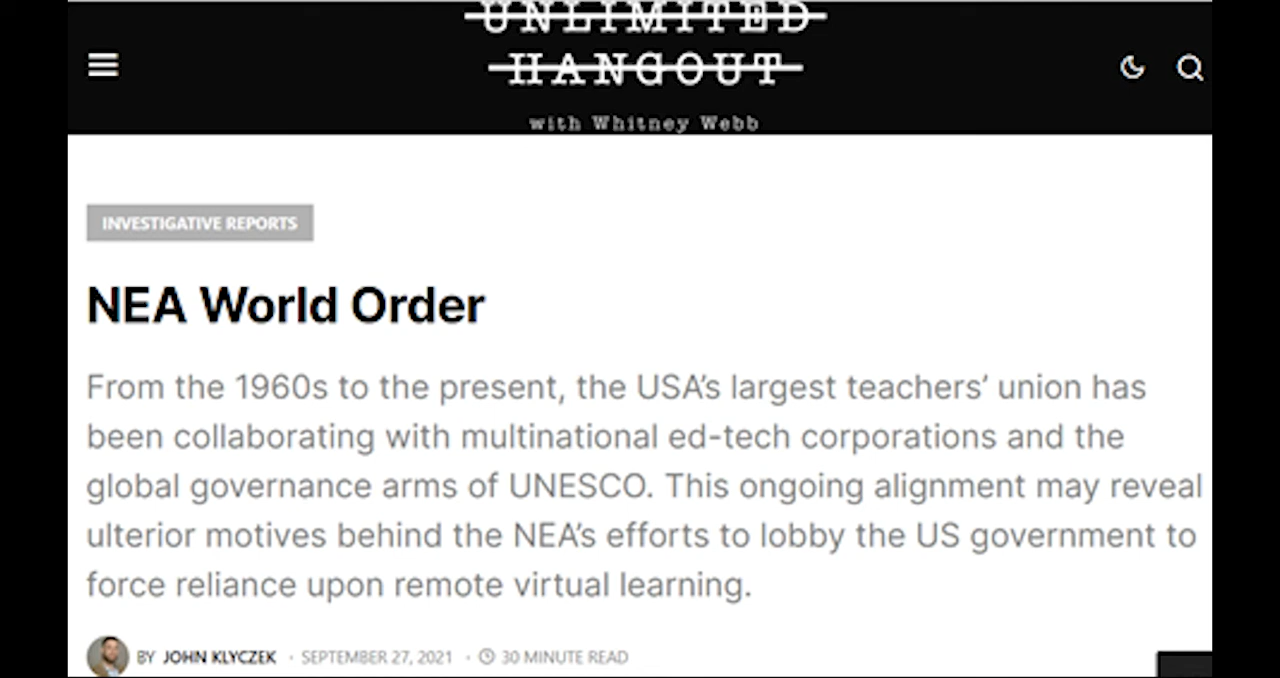 UNLIMITED
HANGOUT
with Whitney Webb
INVESTIGATIVE REPORTS
NEA World Order
From the 1960s to the present, the USA’s largest teachers’ union has
been collaborating with multinational ed-tech corporations and the
global governance arms of UNESCO. This ongoing alignment may reveal
ulterior motives behind the NEA’s efforts to lobby the US government to
force reliance upon remote virtual learning.
BY JOHN KLYCZEK · SEPTEMBER 27, 2021 · 30 MINUTE READ